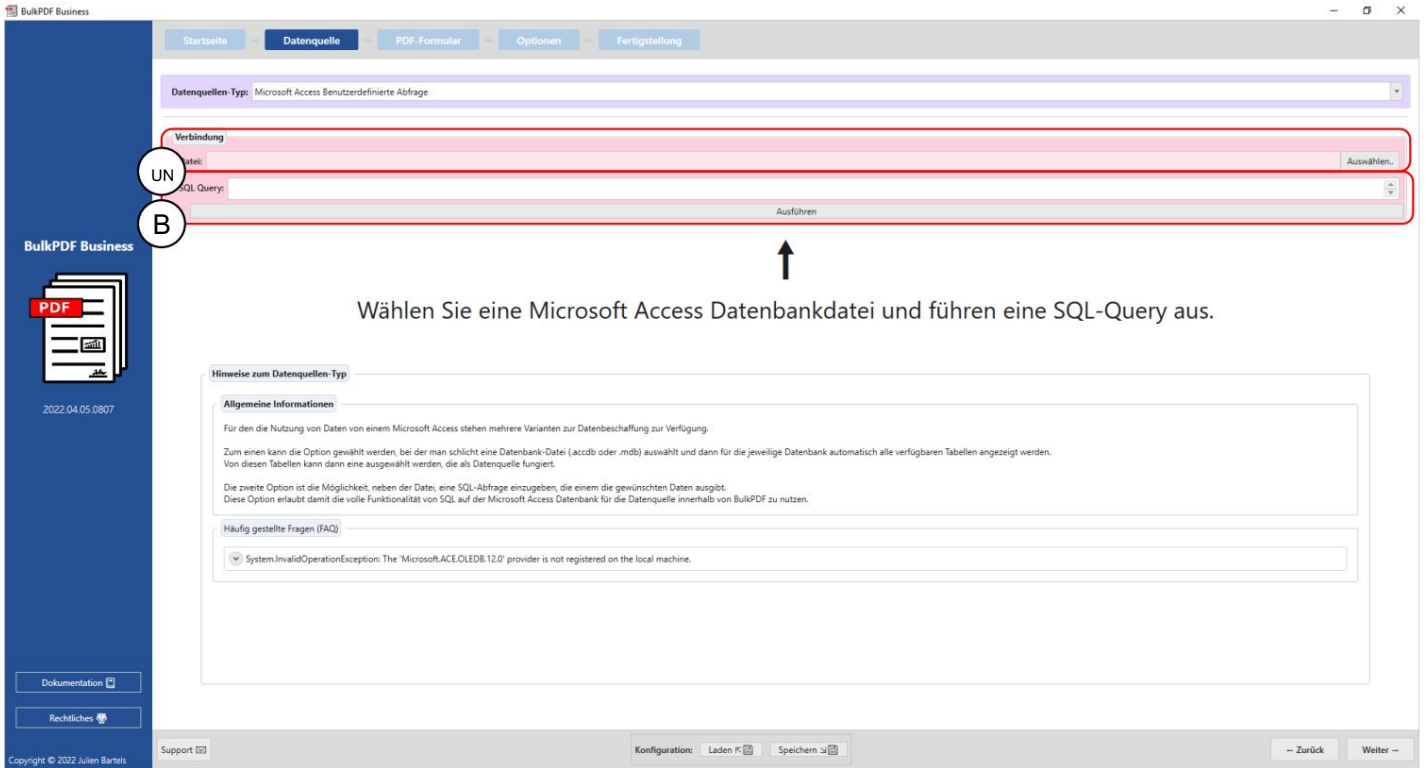 BulkPDF Business
Startseite
Datenquelle
PDF-Formular
Optionen
Fertigstellung
Datenquellen-Typ: Microsoft Access Benutzerdefinierte Abfrage
Verbindung
UN
Datei:
Auswählen..
SQL Query:
B
Ausführen
BulkPDF Business
PDF
2022.04.05.0807
Wählen Sie eine Microsoft Access Datenbankdatei und führen eine SQL-Query aus.
Hinweise zum Datenquellen-Typ
Allgemeine Informationen
Für den die Nutzung von Daten von einem Microsoft Access stehen mehrere Varianten zur Datenbeschaffung zur Verfügung.
Zum einen kann die Option gewählt werden, bei der man schlicht eine Datenbank-Datei (.accdb oder .mdb) auswählt und dann für die jeweilige Datenbank automatisch alle verfügbaren Tabellen angezeigt werden.
Von diesen Tabellen kann dann eine ausgewählt werden, die als Datenquelle fungiert.
Die zweite Option ist die Möglichkeit, neben der Datei, eine SQL-Abfrage einzugeben, die einem die gewünschten Daten ausgibt.
Diese Option erlaubt damit die volle Funktionalität von SQL auf der Microsoft Access Datenbank für die Datenquelle innerhalb von BulkPDF zu nutzen.
Häufig gestellte Fragen (FAQ)
System.InvalidOperationException: The 'Microsoft.ACE.OLEDB.12.0' provider is not registered on the local machine.
Dokumentation
Rechtliches
Copyright © 2022 Julien Bartels
Support
Konfiguration:
Laden
Speichern
← Zurück
Weiter →